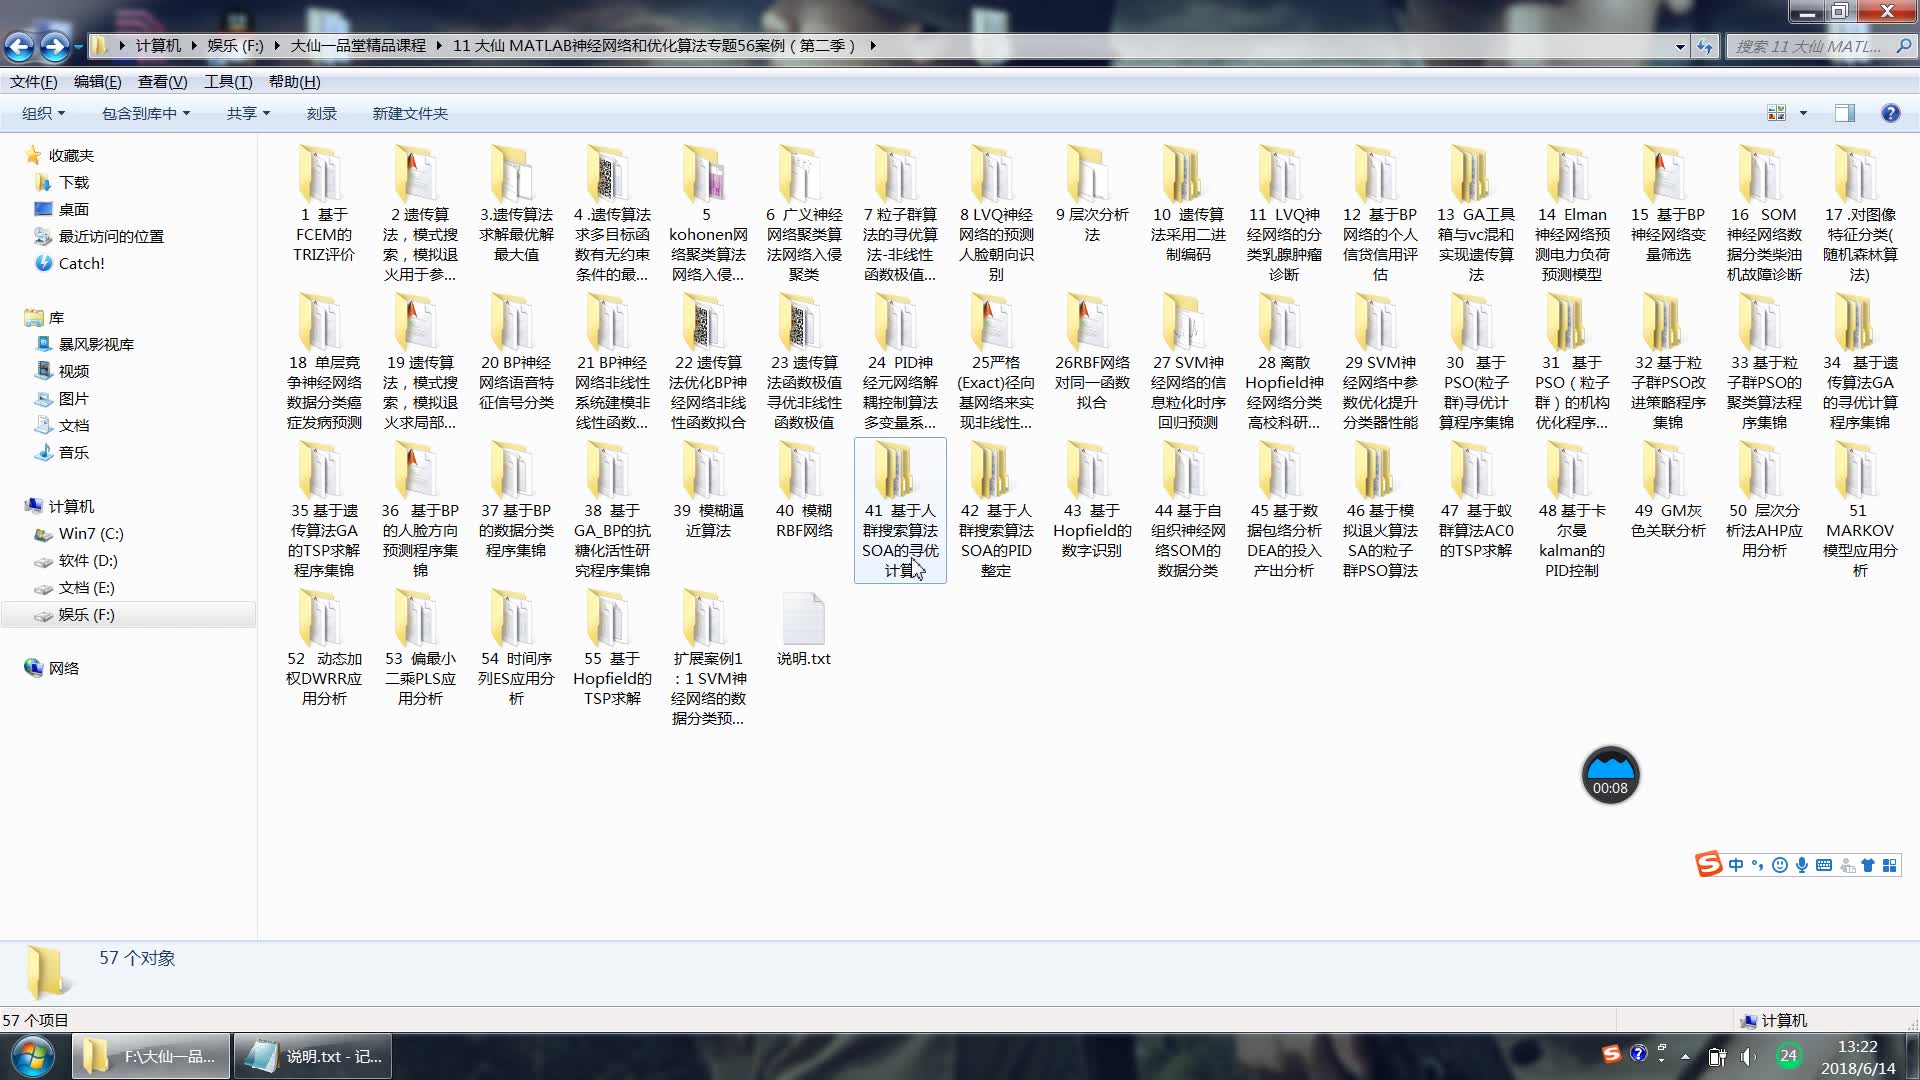 计算机 ▸ 娱乐 (F:) ▸ 大仙一品堂精品课程 ▸ 11 大仙 MATLAB神经网络和优化算法专题56案例（第二季） ▸
搜索 11 大仙 MATL...
文件(F) 编辑(E) 查看(V) 工具(T) 帮助(H)
组织 包含到库中 共享 刻录 新建文件夹
收藏夹
下载
桌面
最近访问的位置
Catch!
库
暴风影视库
视频
图片
文档
音乐
计算机
Win7 (C:)
软件 (D:)
文档 (E:)
娱乐 (F:)
网络
1 基于
FCEM的
TRIZ评价
2 遗传算
法，模式搜
索，模拟退
火用于参...
3.遗传算法
求解最优解
最大值
4 .遗传算法
求多目标函
数有无约束
条件的最...
5
kohonen网
络聚类算法
网络入侵...
6 广义神经
网络聚类算
法网络入侵
聚类
7 粒子群算
法的寻优算
法-非线性
函数极值...
8 LVQ神经
网络的预测
人脸朝向识
别
9 层次分析
法
10 遗传算
法采用二进
制编码
11 LVQ神
经网络的分
类乳腺肿瘤
诊断
12 基于BP
网络的个人
信贷信用评
估
13 GA工具
箱与vc混和
实现遗传算
法
14 Elman
神经网络预
测电力负荷
预测模型
15 基于BP
神经网络变
量筛选
16 SOM
神经网络数
据分类柴油
机故障诊断
17 .对图像
特征分类(
随机森林算
法)
18 单层竞
争神经网络
数据分类癌
症发病预测
19 遗传算
法，模式搜
索，模拟退
火求局部...
20 BP神经
网络语音特
征信号分类
21 BP神经
网络非线性
系统建模非
线性函数...
22 遗传算
法优化BP神
经网络非线
性函数拟合
23 遗传算
法函数极值
寻优非线性
函数极值
24 PID神
经元网络解
耦控制算法
多变量系...
25严格
(Exact)径向
基网络来实
现非线性...
26RBF网络
对同一函数
拟合
27 SVM神
经网络的信
息粒化时序
回归预测
28 离散
Hopfield神
经网络分类
高校科研...
29 SVM神
经网络中参
数优化提升
分类器性能
30 基于
PSO(粒子
群)寻优计
算程序集锦
31 基于
PSO（粒子
群）的机构
优化程序...
32 基于粒
子群PSO改
进策略程序
集锦
33 基于粒
子群PSO的
聚类算法程
序集锦
34 基于遗
传算法GA
的寻优计算
程序集锦
35 基于遗
传算法GA
的TSP求解
程序集锦
36 基于BP
的人脸方向
预测程序集
锦
37 基于BP
的数据分类
程序集锦
38 基于
GA_BP的抗
糖化活性研
究程序集锦
39 模糊逼
近算法
40 模糊
RBF网络
41 基于人
群搜索算法
SOA的寻优
计算
42 基于人
群搜索算法
SOA的PID
整定
43 基于
Hopfield的
数字识别
44 基于自
组织神经网
络SOM的
数据分类
45 基于数
据包络分析
DEA的投入
产出分析
46 基于模
拟退火算法
SA的粒子
群PSO算法
47 基于蚁
群算法AC0
的TSP求解
48 基于卡
尔曼
kalman的
PID控制
49 GM灰
色关联分析
50 层次分
析法AHP应
用分析
51
MARKOV
模型应用分
析
52 动态加
权DWRR应
用分析
53 偏最小
二乘PLS应
用分析
54 时间序
列ES应用分
析
55 基于
Hopfield的
TSP求解
扩展案例1
：1 SVM神
经网络的数
据分类预...
说明.txt
00:08
中
57 个对象
57 个项目
计算机
F:\大仙一品...
说明.txt - 记...
24
13:22
2018/6/14